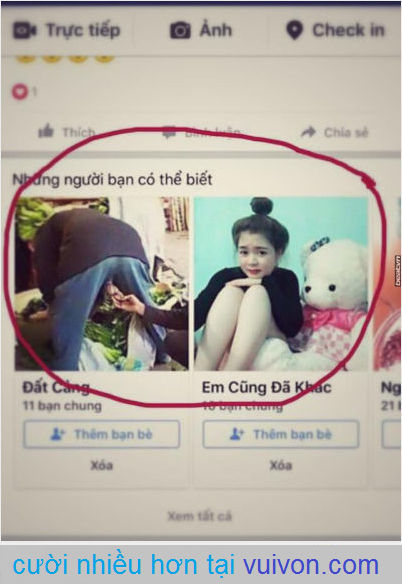 Trực tiếp
Ảnh
Check in
1
Thích
Bình luận
Chia sẻ
Những người bạn có thể biết
Đất Cảng
Em Cũng Đã Khác
Ng
11 bạn chung
16 bạn chung
21 b
Thêm bạn bè
Thêm bạn bè
Xóa
Xóa
Xem tất cả
cười nhiều hơn tại vuivon.com